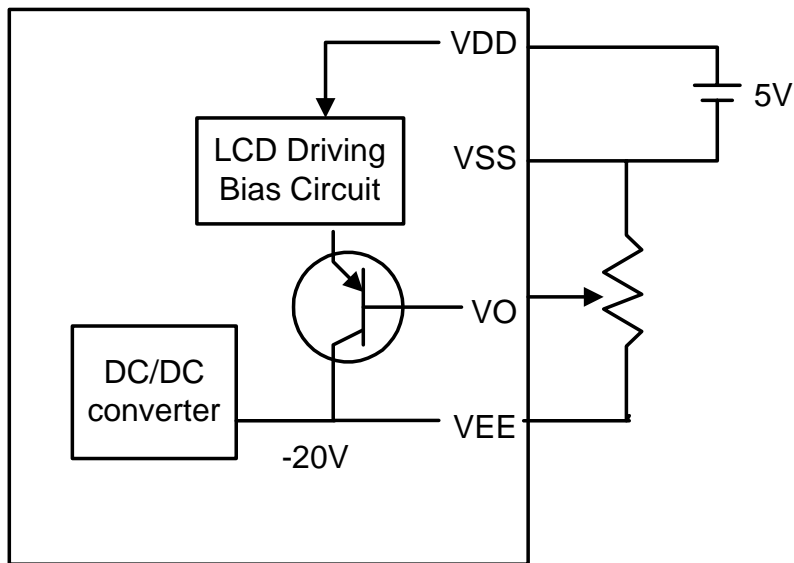 VDD
5V
LCD Driving
Bias Circuit
VSS
VO
DC/DC
converter
VEE
-20V